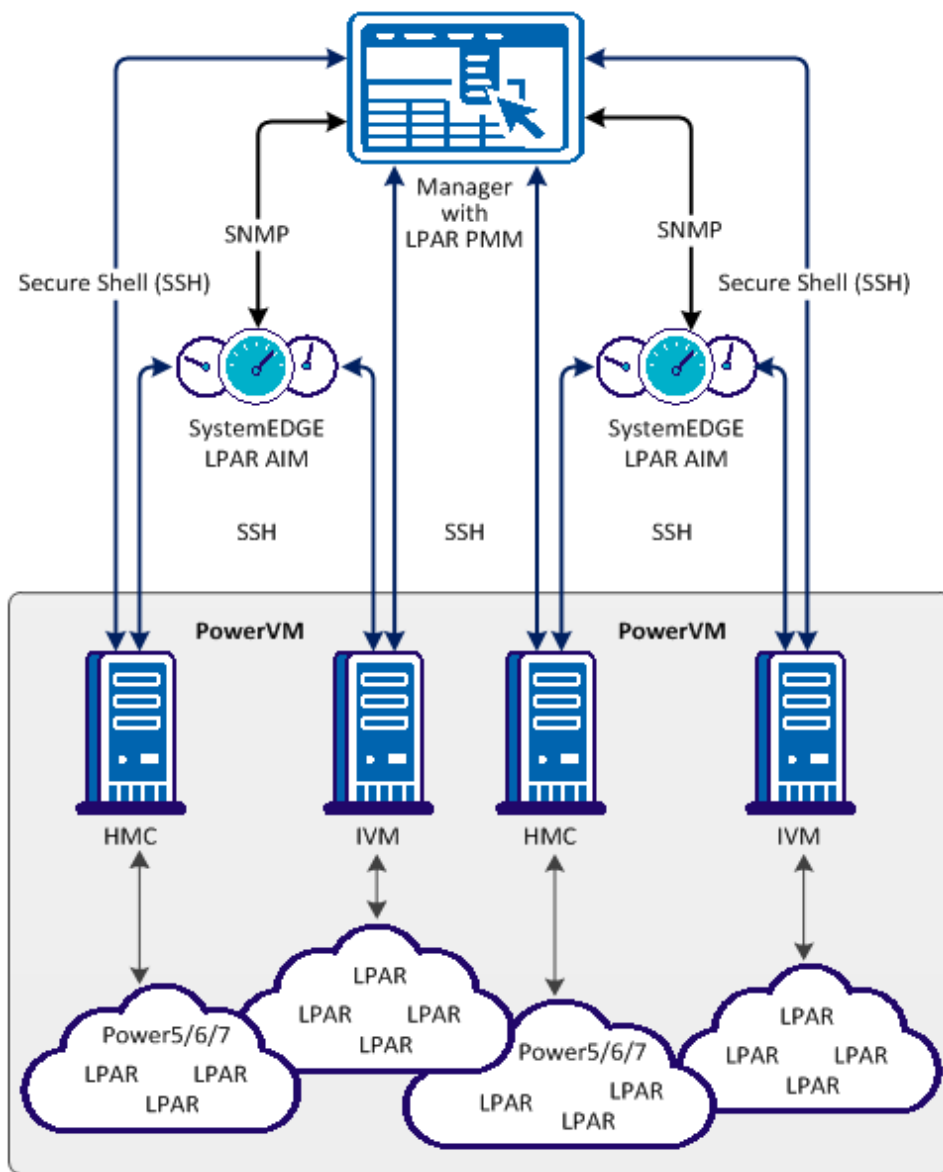 Manager
with
LPAR PMM
SNMP
SNMP
Secure Shell (SSH)
Secure Shell (SSH)
SystemEDGE
LPAR AIM
SystemEDGE
LPAR AIM
SSH
SSH
SSH
PowerVM
PowerVM
HMC
IVM
HMC
IVM
Power5/6/7
LPAR
LPAR
LPAR
LPAR
LPAR
LPAR
LPAR
Power5/6/7
LPAR
LPAR
LPAR
LPAR
LPAR
LPAR
LPAR